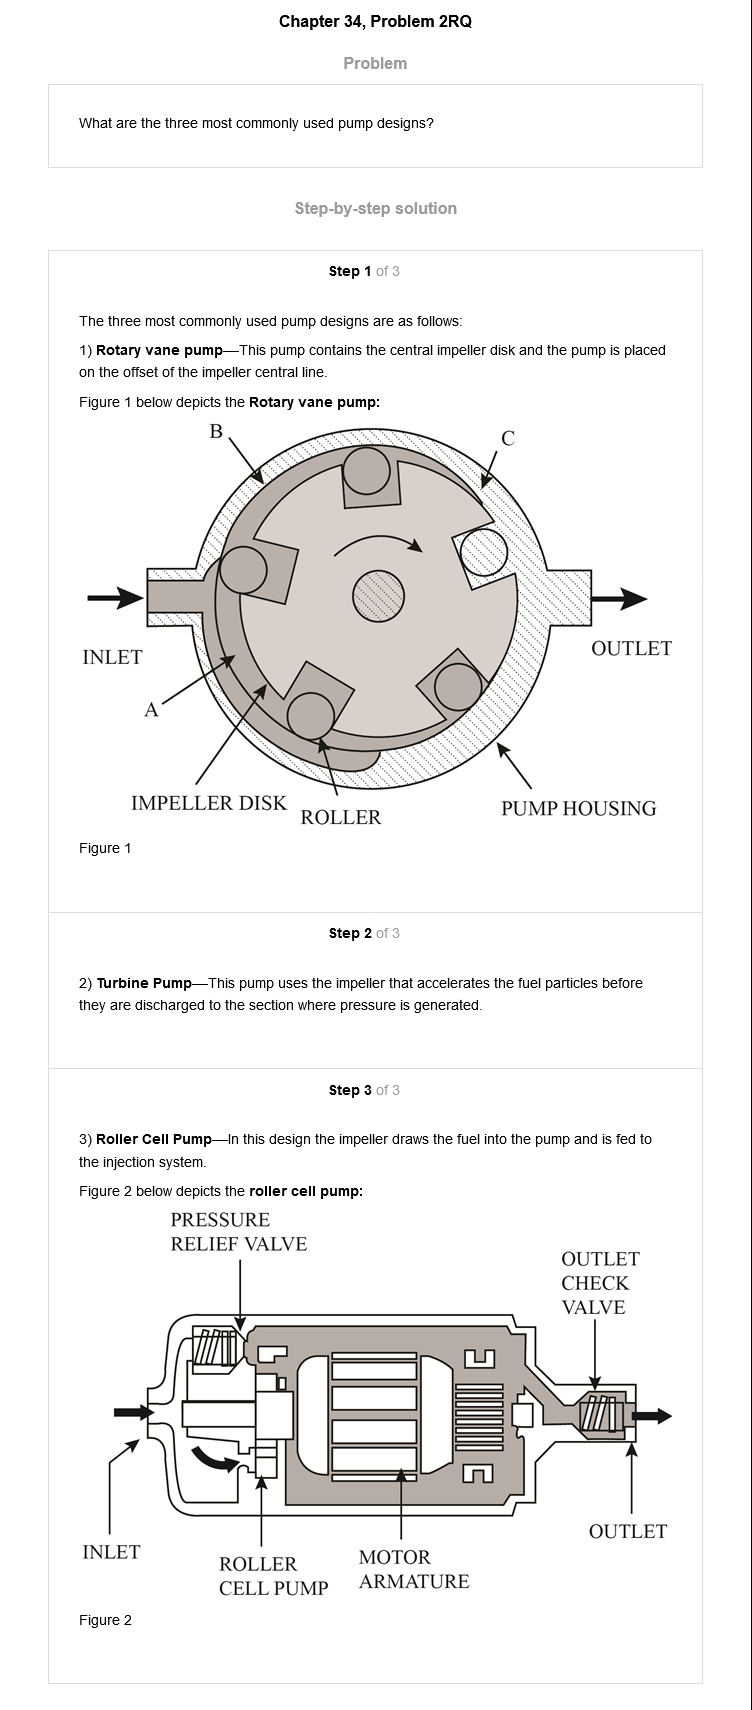 Chapter 34, Problem 2RQ
Problem
What are the three most commonly used pump designs?
Step-by-step solution
Step 1 of 3
The three most commonly used pump designs are as follows:
1) Rotary vane pump—This pump contains the central impeller disk and the pump is placed
on the offset of the impeller central line.
Figure 1 below depicts the Rotary vane pump:
B
C
INLET
OUTLET
A
IMPELLER DISK
ROLLER
PUMP HOUSING
Figure 1
Step 2 of 3
2) Turbine Pump—This pump uses the impeller that accelerates the fuel particles before
they are discharged to the section where pressure is generated.
Step 3 of 3
3) Roller Cell Pump—In this design the impeller draws the fuel into the pump and is fed to
the injection system.
Figure 2 below depicts the roller cell pump:
PRESSURE
RELIEF VALVE
OUTLET
CHECK
VALVE
INLET
ROLLER
CELL PUMP
MOTOR
ARMATURE
OUTLET
Figure 2